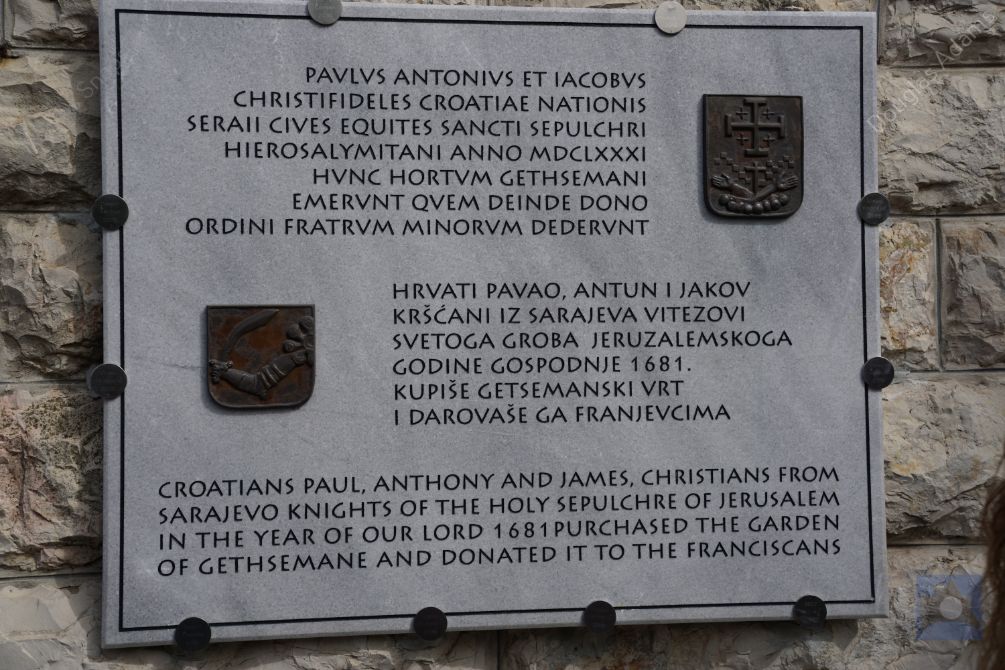 PAVLVS ANTONIVS ET IACOBVS
CHRISTIFIDELES CROATIAE NATIONIS
SERAII CIVES EQUITES SANCTI SEPULCHRI
HIEROSALYMITANI ANNO MDCLXXXI
HVNC HORTVM GETHSEMANI
EMERVNT QVEM DEINDE DONO
ORDINI FRATRVM MINORVM DEDERVNT
HRVATI PAVAO, ANTUN I JAKOV
KRŠĆANI IZ SARAJEVA VITEZOVI
SVETOGA GROBA JERUZALEMSKOGA
GODINE GOSPODNJE 1681.
KUPIŠE GETSEMANSKI VRT
I DAROVAŠE GA FRANJEVCIMA
CROATIANS PAUL, ANTHONY AND JAMES, CHRISTIANS FROM
SARAJEVO KNIGHTS OF THE HOLY SEPULCHRE OF JERUSALEM
IN THE YEAR OF OUR LORD 1681PURCHASED THE GARDEN
OF GETHSEMANE AND DONATED IT TO THE FRANCISCANS